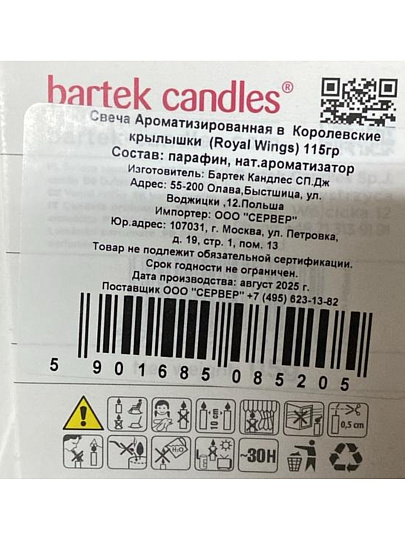 bartek candles®
Свеча Ароматизированная в Королевские
крылышки (Royal Wings) 115гр
Состав: парафин, нат.ароматизатор
Изготовитель: Бартек Кандлес СП.Дж
Адрес: 55-200 Олава,Быстшица, ул.
Воджицки ,12.Польша
Импортер: ООО "СЕРВЕР"
Юр.адрес: 107031, г. Москва, ул. Петровка,
д. 19, стр. 1, пом. 13
Товар не подлежит обязательной сертификации.
Срок годности не ограничен.
Дата производства: август 2025 г.
Поставщик ООО "СЕРВЕР" +7 (495) 623-13-82
5 901685 085205
10 cm
0,5 cm
H₂O
~30H